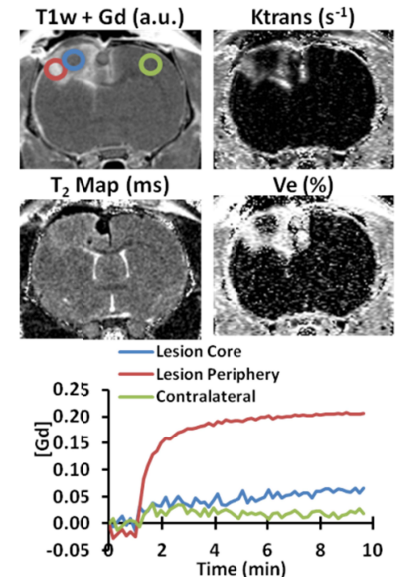 T1w + Gd (a.u.)
Ktrans (s⁻¹)
T₂ Map (ms)
Ve (%)
Lesion Core
Lesion Periphery
Contralateral
[Gd]
0.25
0.20
0.15
0.10
0.05
0.00
-0.05
0 2 4 6 8 10
Time (min)